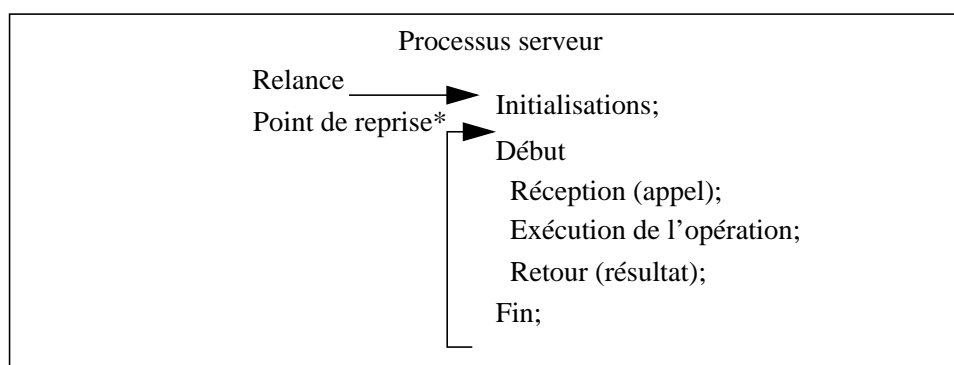 Processus serveur
Relance
Initialisations;
Point de reprise*
Début
Réception (appel);
Exécution de l’opération;
Retour (résultat);
Fin;